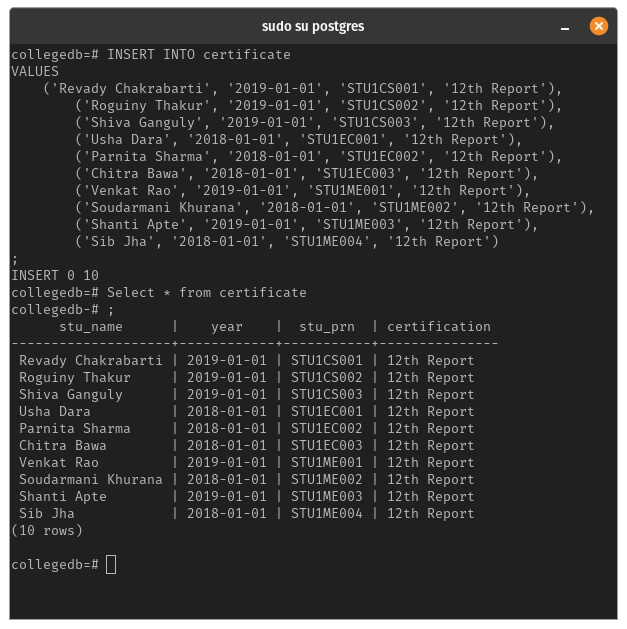 sudo su postgres
collegedb=# INSERT INTO certificate
VALUES
    ('Revady Chakrabarti', '2019-01-01', 'STU1CS001', '12th Report'),
        ('Roguiny Thakur', '2019-01-01', 'STU1CS002', '12th Report'),
        ('Shiva Ganguly', '2019-01-01', 'STU1CS003', '12th Report'),
        ('Usha Dara', '2018-01-01', 'STU1EC001', '12th Report'),
        ('Parnita Sharma', '2018-01-01', 'STU1EC002', '12th Report'),
        ('Chitra Bawa', '2018-01-01', 'STU1EC003', '12th Report'),
        ('Venkat Rao', '2019-01-01', 'STU1ME001', '12th Report'),
        ('Soudarmani Khurana', '2018-01-01', 'STU1ME002', '12th Report'),
        ('Shanti Apte', '2019-01-01', 'STU1ME003', '12th Report'),
        ('Sib Jha', '2018-01-01', 'STU1ME004', '12th Report')
;
INSERT 0 10
collegedb=# Select * from certificate
collegedb-# ;
      stu_name      |    year    |  stu_prn  | certification 
--------------------+------------+-----------+---------------
 Revady Chakrabarti | 2019-01-01 | STU1CS001 | 12th Report
 Roguiny Thakur     | 2019-01-01 | STU1CS002 | 12th Report
 Shiva Ganguly      | 2019-01-01 | STU1CS003 | 12th Report
 Usha Dara          | 2018-01-01 | STU1EC001 | 12th Report
 Parnita Sharma     | 2018-01-01 | STU1EC002 | 12th Report
 Chitra Bawa        | 2018-01-01 | STU1EC003 | 12th Report
 Venkat Rao         | 2019-01-01 | STU1ME001 | 12th Report
 Soudarmani Khurana | 2018-01-01 | STU1ME002 | 12th Report
 Shanti Apte        | 2019-01-01 | STU1ME003 | 12th Report
 Sib Jha            | 2018-01-01 | STU1ME004 | 12th Report
(10 rows)
collegedb=#